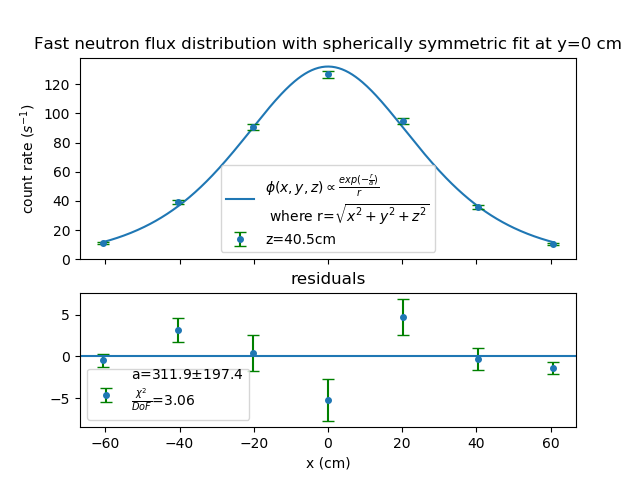 Fast neutron flux distribution with spherically symmetric fit at y=0 cm
count rate (s⁻¹)
120
100
80
60
40
20
0
ϕ(x, y, z) ∝ exp(−r/a)/r
where r=√x² + y² + z²
z=40.5cm
residuals
5
0
−5
a=311.9±197.4
χ²/DoF=3.06
−60 −40 −20 0 20 40 60
x (cm)